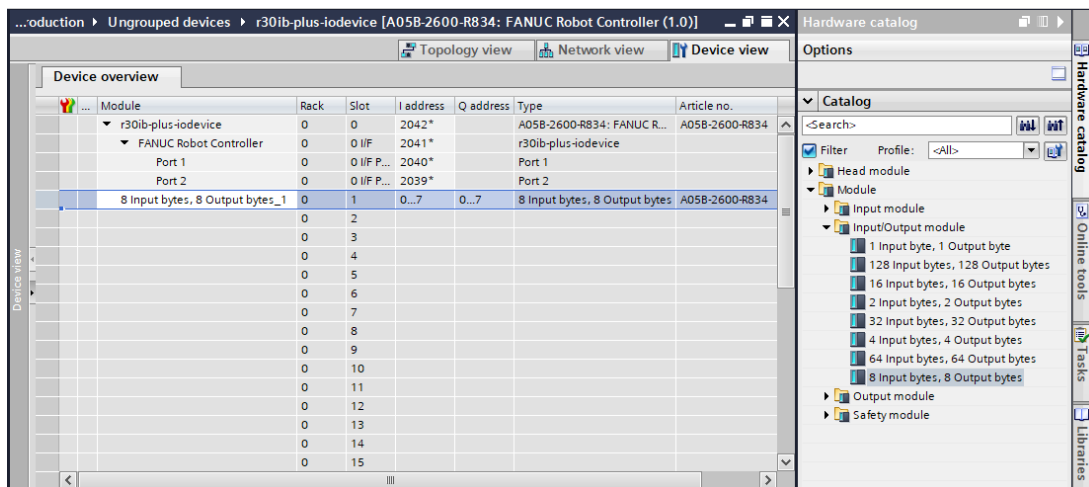 ...oduction ▸ Ungrouped devices ▸ r30ib-plus-iodevice [A05B-2600-R834: FANUC Robot Controller (1.0)]
Topology view Network view Device view
Device overview
... Module Rack Slot I address Q address Type Article no.
r30ib-plus-iodevice 0 0 2042* A05B-2600-R834: FANUC R... A05B-2600-R834
FANUC Robot Controller 0 0 I/F 2041* r30ib-plus-iodevice
Port 1 0 0 I/F P... 2040* Port 1
Port 2 0 0 I/F P... 2039* Port 2
8 Input bytes, 8 Output bytes_1 0 1 0...7 0...7 8 Input bytes, 8 Output bytes A05B-2600-R834
0 2
0 3
0 4
0 5
0 6
0 7
0 8
0 9
0 10
0 11
0 12
0 13
0 14
0 15
Device view
Hardware catalog
Options
Catalog
<Search>
Filter Profile: <All>
Head module
Module
Input module
Input/Output module
1 Input byte, 1 Output byte
128 Input bytes, 128 Output bytes
16 Input bytes, 16 Output bytes
2 Input bytes, 2 Output bytes
32 Input bytes, 32 Output bytes
4 Input bytes, 4 Output bytes
64 Input bytes, 64 Output bytes
8 Input bytes, 8 Output bytes
Output module
Safety module
Hardware catalog
Online tools
Tasks
Libraries